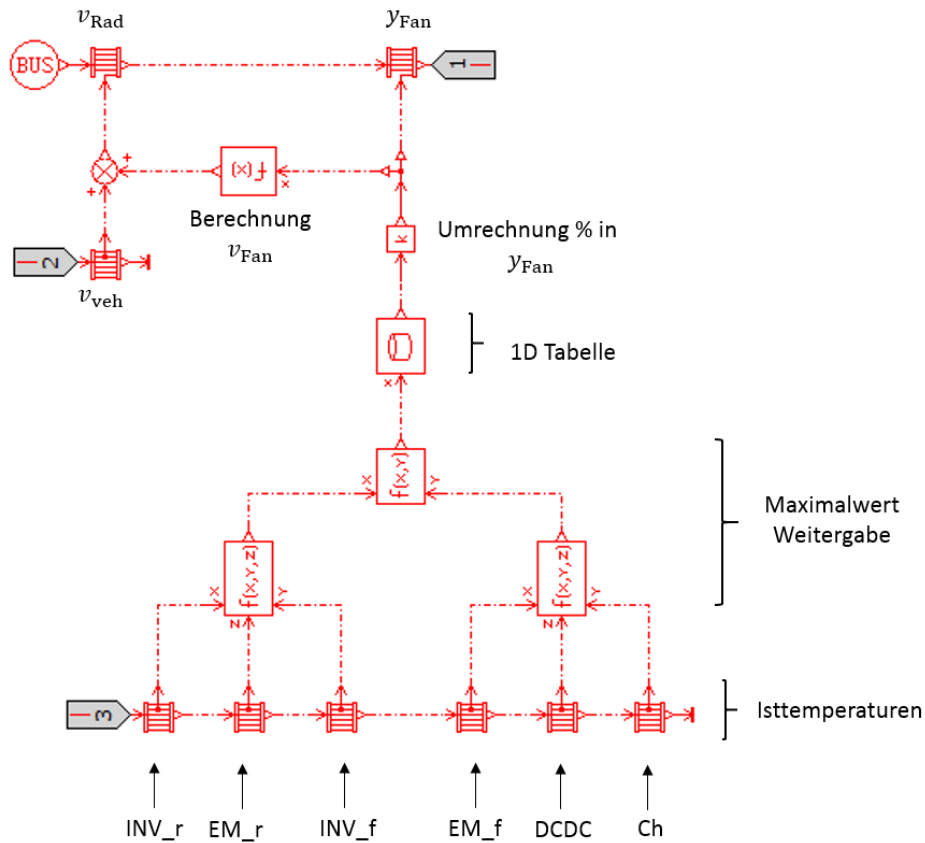 v_Rad
y_Fan
BUS
1
+
f(x)
x
+
Berechnung
v_Fan
k
Umrechnung % in
y_Fan
2
v_veh
1D Tabelle
x
f(x,y)
X
Y
Maximalwert
Weitergabe
f(x,y,z)
X
Y
Z
f(x,y,z)
X
Y
Z
3
Isttemperaturen
INV_r
EM_r
INV_f
EM_f
DCDC
Ch